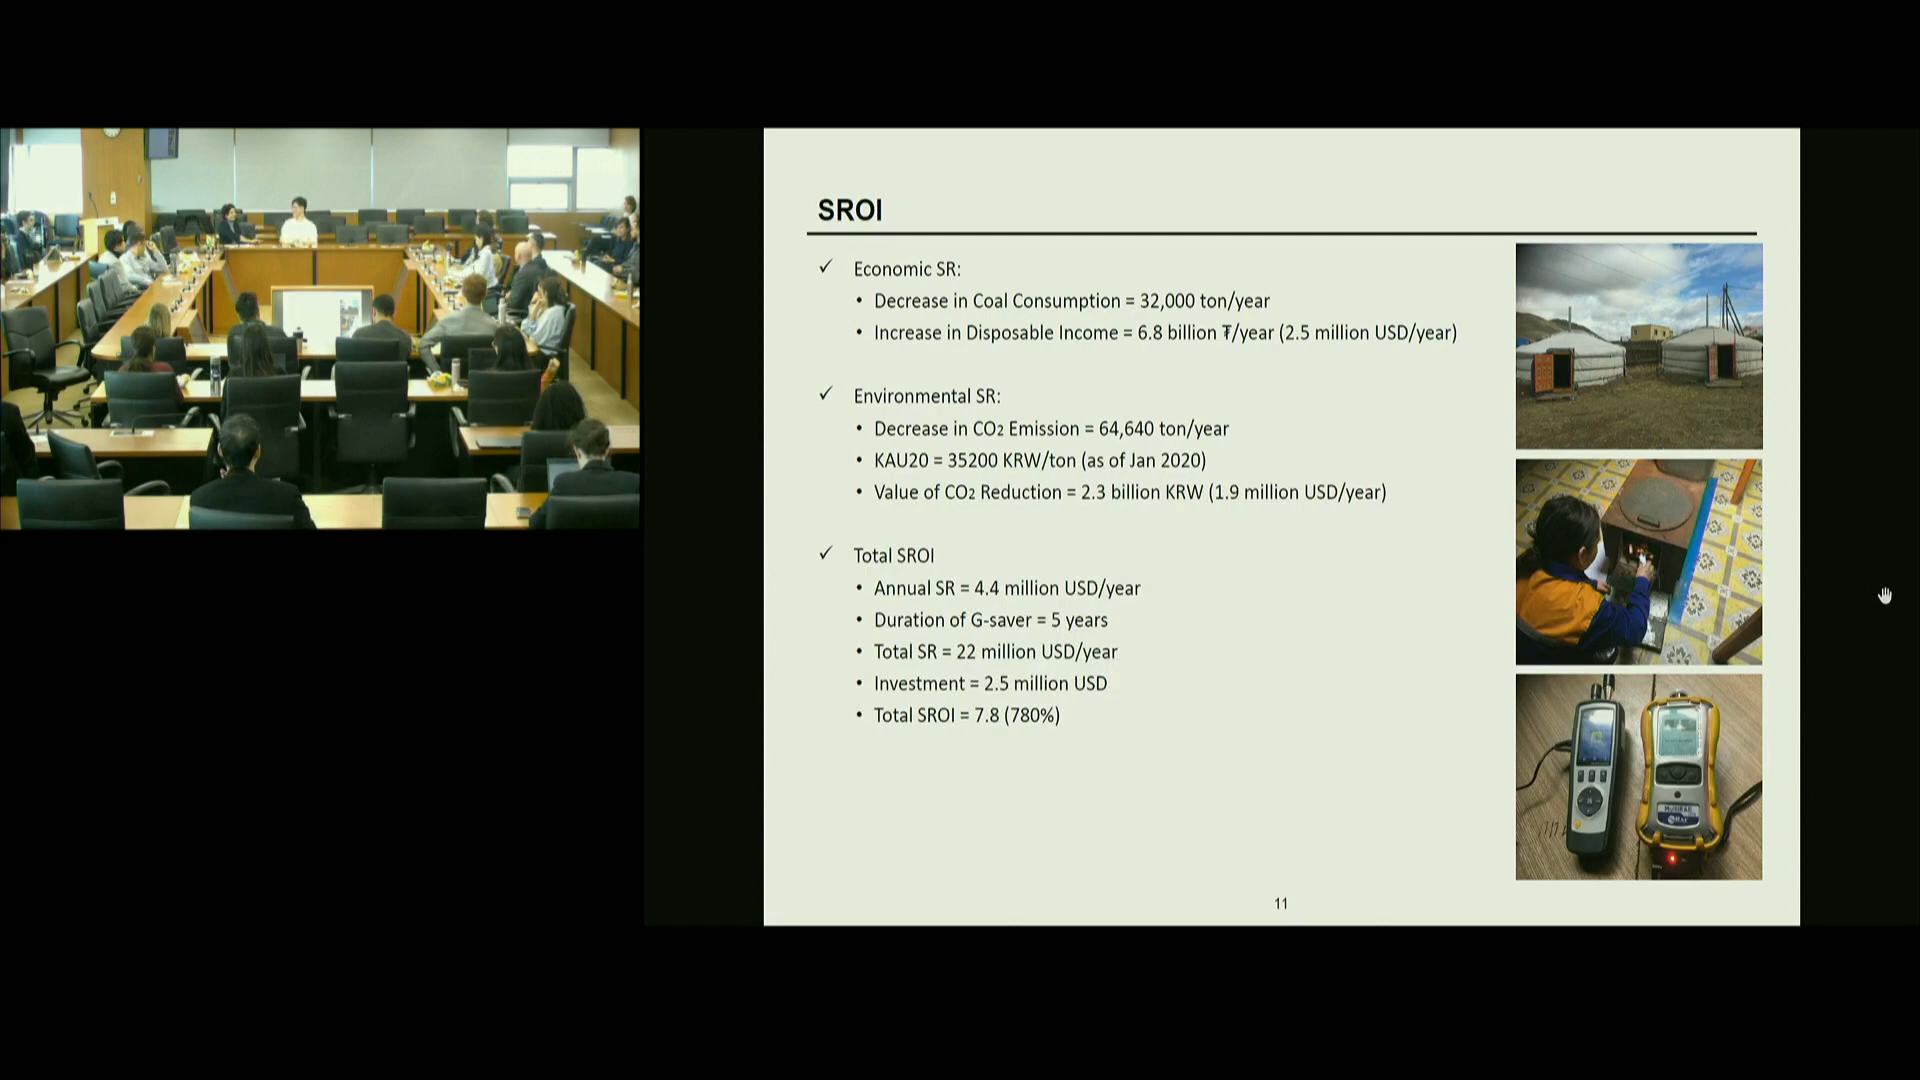 SROI
✓ Economic SR:
• Decrease in Coal Consumption = 32,000 ton/year
• Increase in Disposable Income = 6.8 billion ₮/year (2.5 million USD/year)
✓ Environmental SR:
• Decrease in CO2 Emission = 64,640 ton/year
• KAU20 = 35200 KRW/ton (as of Jan 2020)
• Value of CO2 Reduction = 2.3 billion KRW (1.9 million USD/year)
✓ Total SROI
• Annual SR = 4.4 million USD/year
• Duration of G-saver = 5 years
• Total SR = 22 million USD/year
• Investment = 2.5 million USD
• Total SROI = 7.8 (780%)
11